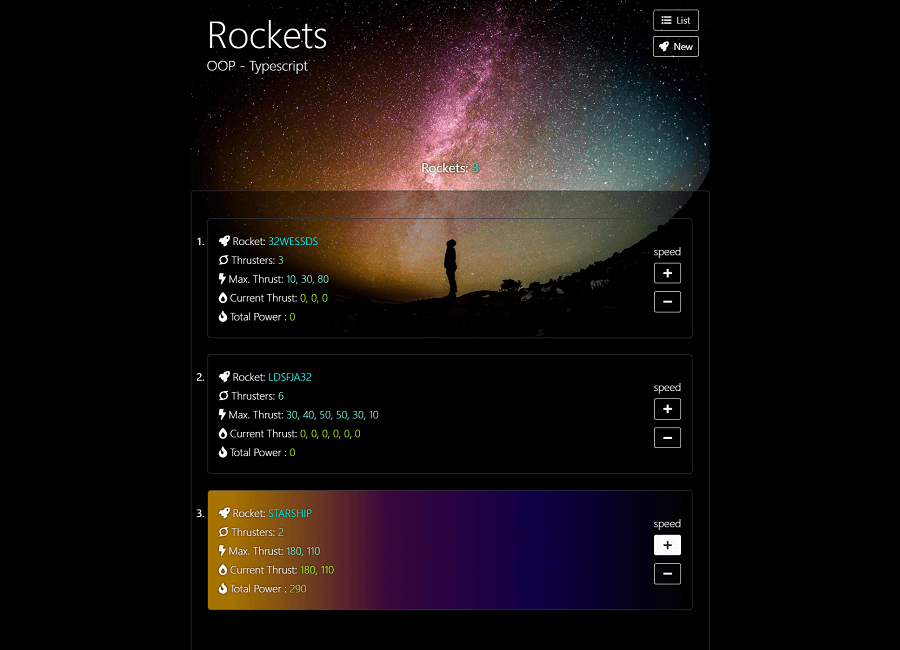 Rockets
OOP - Typescript
List
New
Rockets: 3
1.
Rocket: 32WESSDS
Thrusters: 3
Max. Thrust: 10, 30, 80
Current Thrust: 0, 0, 0
Total Power : 0
speed
+
−
2.
Rocket: LDSFJA32
Thrusters: 6
Max. Thrust: 30, 40, 50, 50, 30, 10
Current Thrust: 0, 0, 0, 0, 0, 0
Total Power : 0
speed
+
−
3.
Rocket: STARSHIP
Thrusters: 2
Max. Thrust: 180, 110
Current Thrust: 180, 110
Total Power : 290
speed
+
−